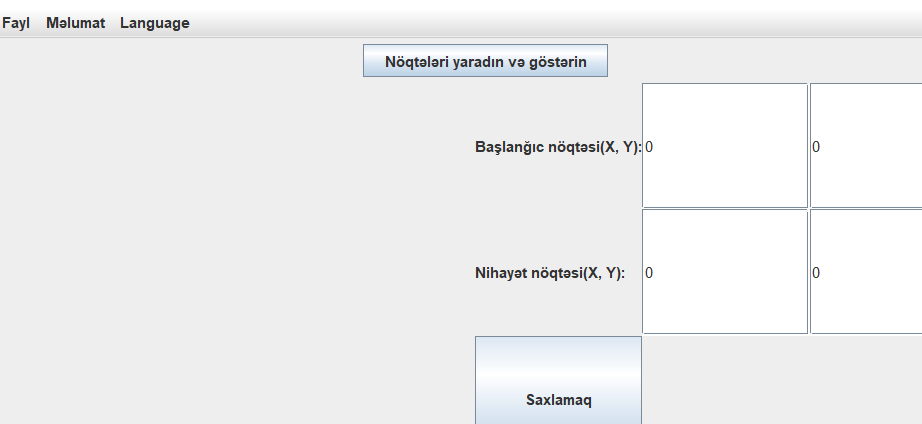 Fayl Məlumat Language
Nöqtələri yaradın və göstərin
Başlanğıc nöqtəsi(X, Y): 0 0
Nihayət nöqtəsi(X, Y): 0 0
Saxlamaq